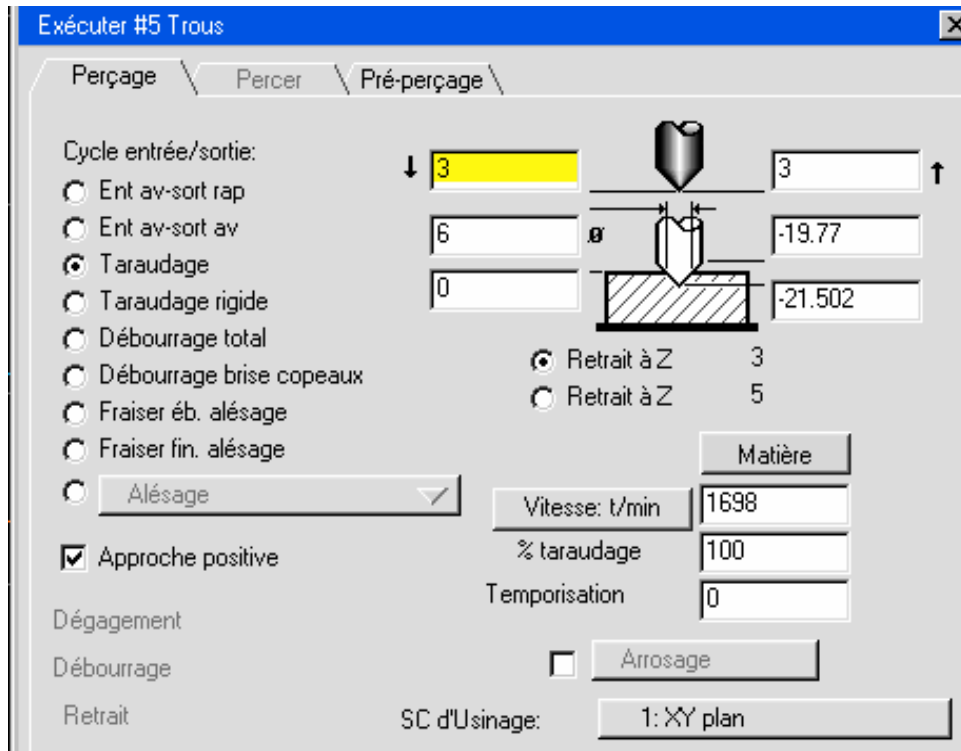 Exécuter #5 Trous
Perçage
Percer
Pré-perçage
Cycle entrée/sortie:
Ent av-sort rap
Ent av-sort av
Taraudage
Taraudage rigide
Débourrage total
Débourrage brise copeaux
Fraiser éb. alésage
Fraiser fin. alésage
Alésage
Approche positive
Dégagement
Débourrage
Retrait
3
3
6
ø
-19.77
0
-21.502
Retrait à Z 3
Retrait à Z 5
Matière
Vitesse: t/min 1698
% taraudage 100
Temporisation 0
Arrosage
SC d'Usinage: 1: XY plan